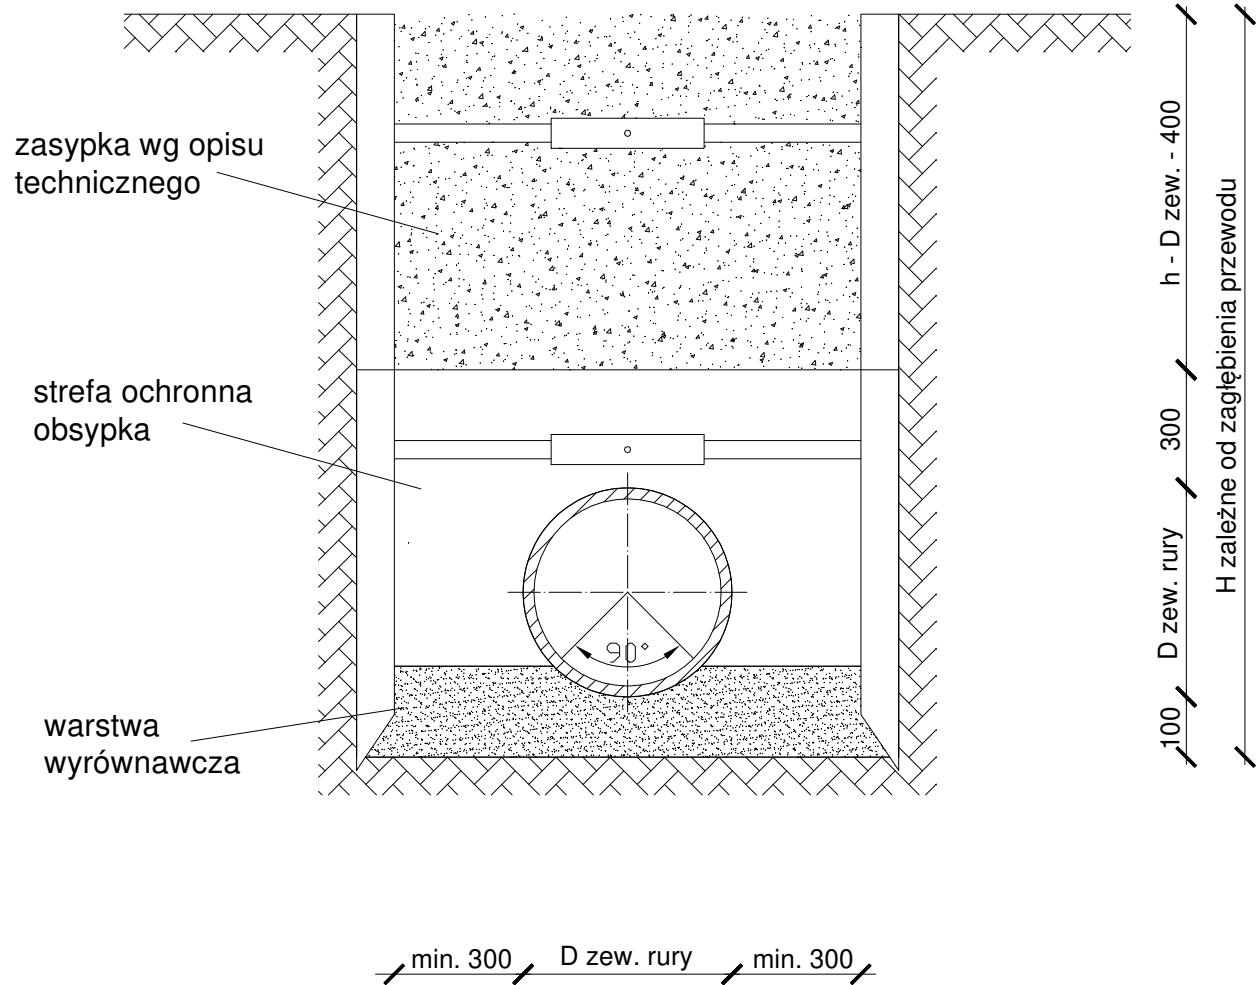 zasypka wg opisu
technicznego
strefa ochronna
obsypka
warstwa
wyrównawcza
90°
h - D zew. - 400
300
D zew. rury
100
H zależne od zagłębienia przewodu
min. 300
D zew. rury
min. 300